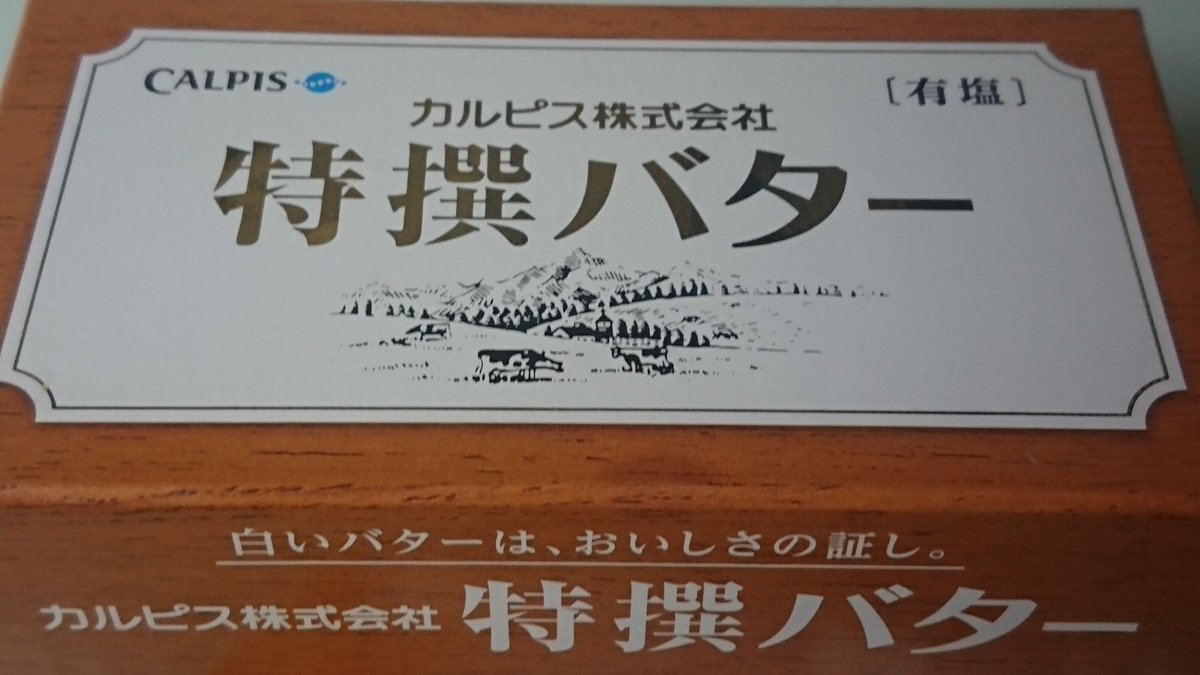 CALPIS
[有塩]
カルピス株式会社
特撰バター
白いバターは、おいしさの証し。
カルピス株式会社 特撰バター